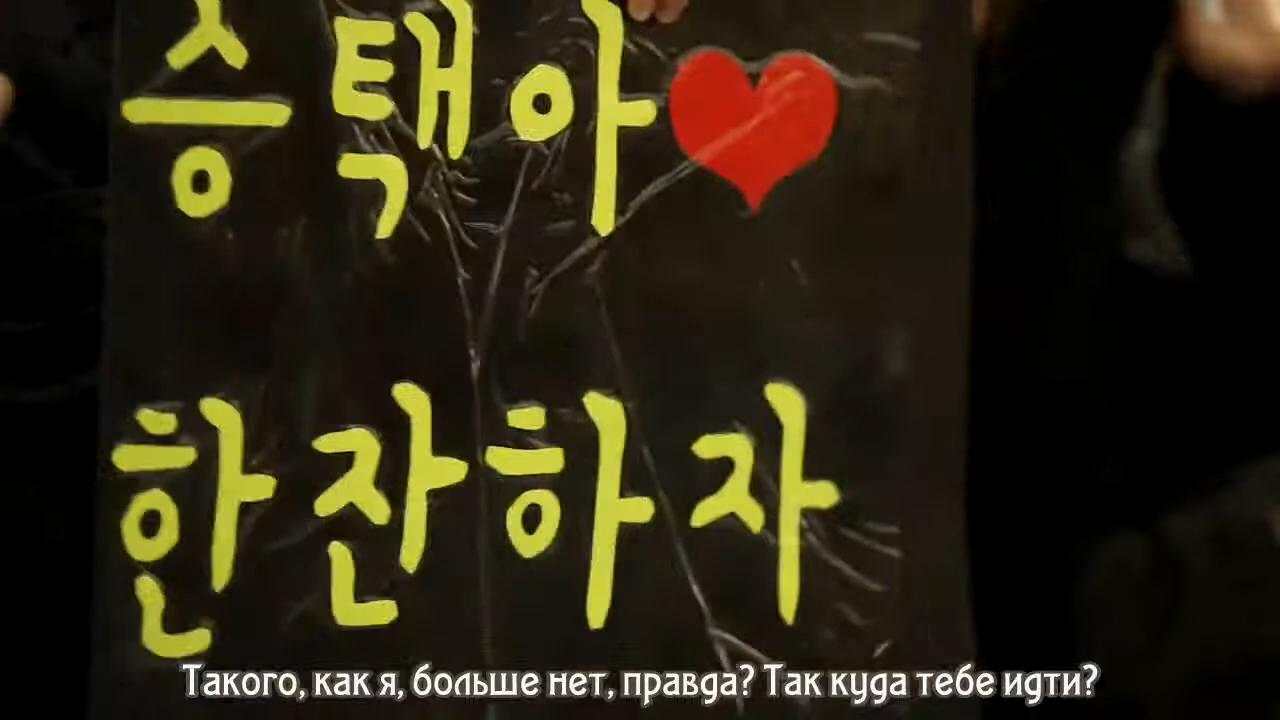 승택아
한잔하자
Такого, как я, больше нет, правда? Так куда тебе идти?